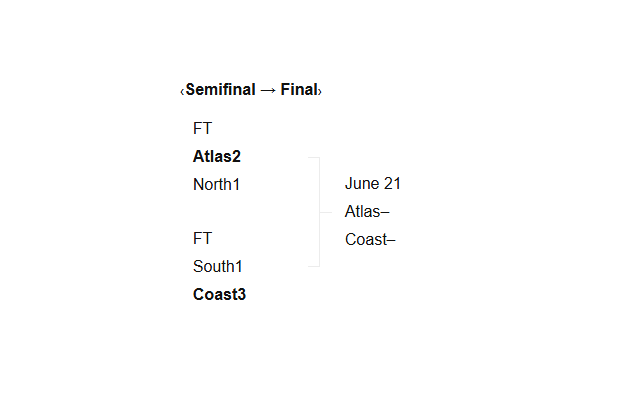 ‹Semifinal → Final›
FT
Atlas2
North1
FT
South1
Coast3
June 21
Atlas–
Coast–